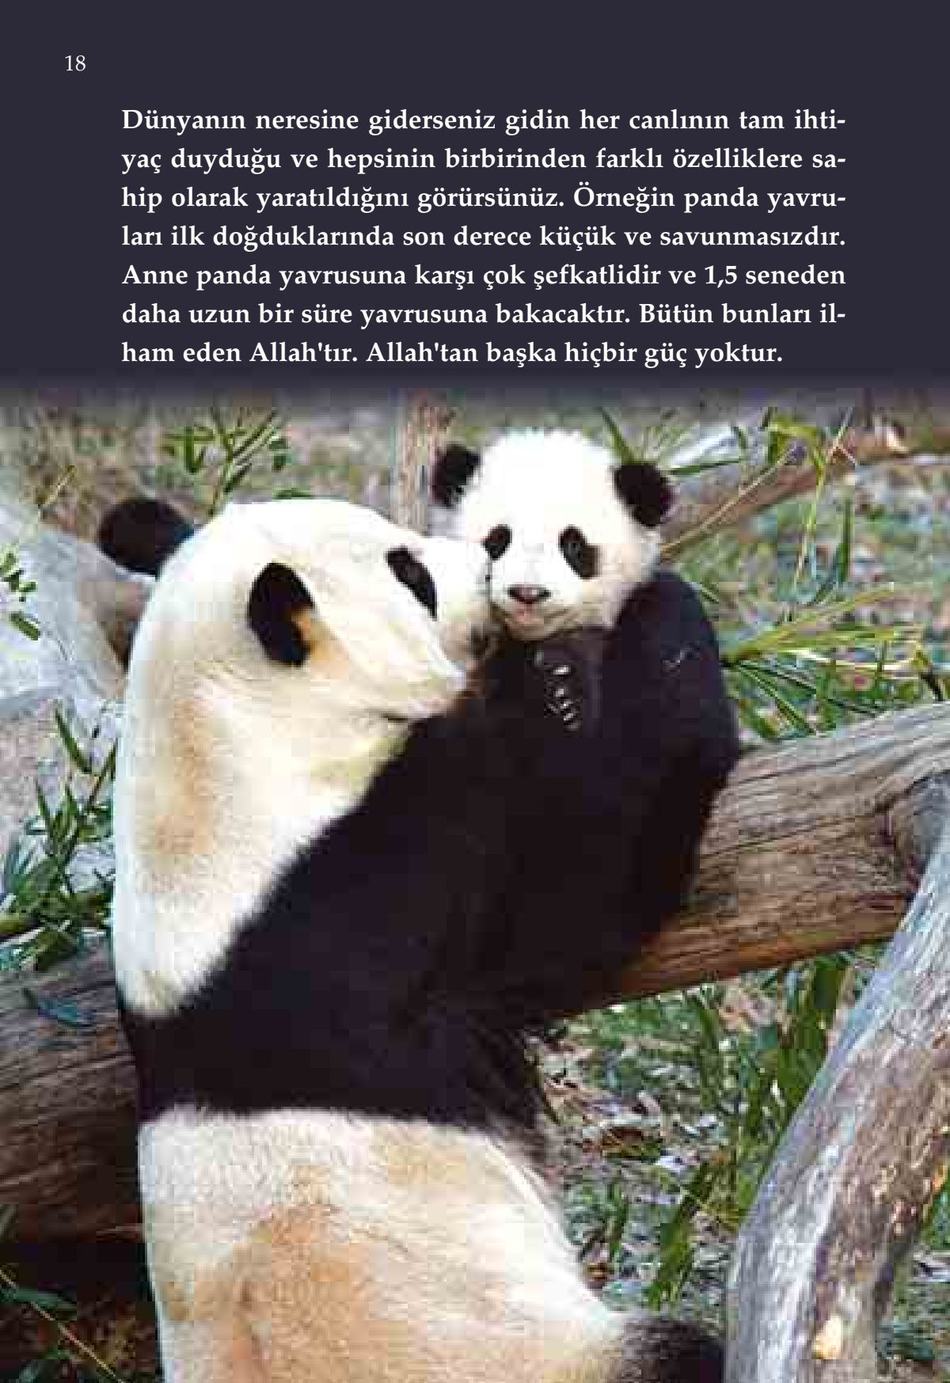 18
Dünyanın neresine giderseniz gidin her canlının tam ihti-
yaç duyduğu ve hepsinin birbirinden farklı özelliklere sa-
hip olarak yaratıldığını görürsünüz. Örneğin panda yavru-
ları ilk doğduklarında son derece küçük ve savunmasızdır.
Anne panda yavrusuna karşı çok şefkatlidir ve 1,5 seneden
daha uzun bir süre yavrusuna bakacaktır. Bütün bunları il-
ham eden Allah'tır. Allah'tan başka hiçbir güç yoktur.